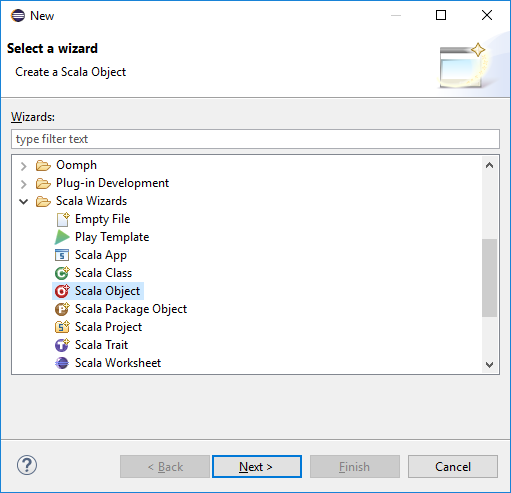 New
Select a wizard
Create a Scala Object
Wizards:
type filter text
Oomph
Plug-in Development
Scala Wizards
Empty File
Play Template
Scala App
Scala Class
Scala Object
Scala Package Object
Scala Project
Scala Trait
Scala Worksheet
< Back Next > Finish Cancel